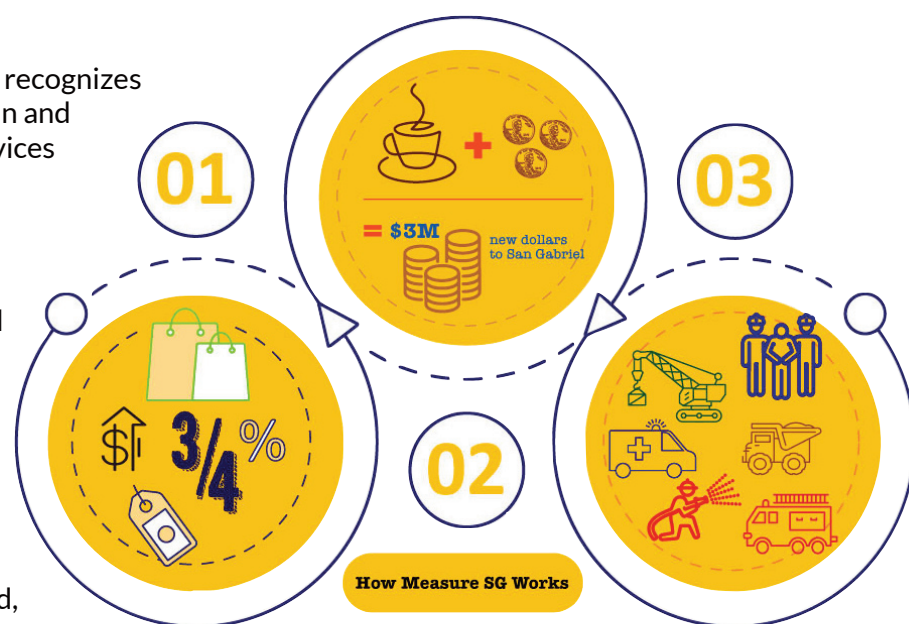 recognizes
n and
vices
01
03
+
= $3M
new dollars
to San Gabriel
$
3/4%
02
How Measure SG Works
d,